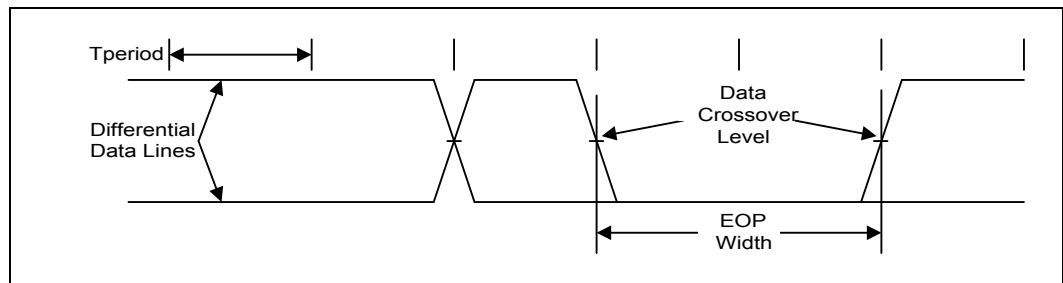 Tperiod
Differential
Data Lines
Data
Crossover
Level
EOP
Width